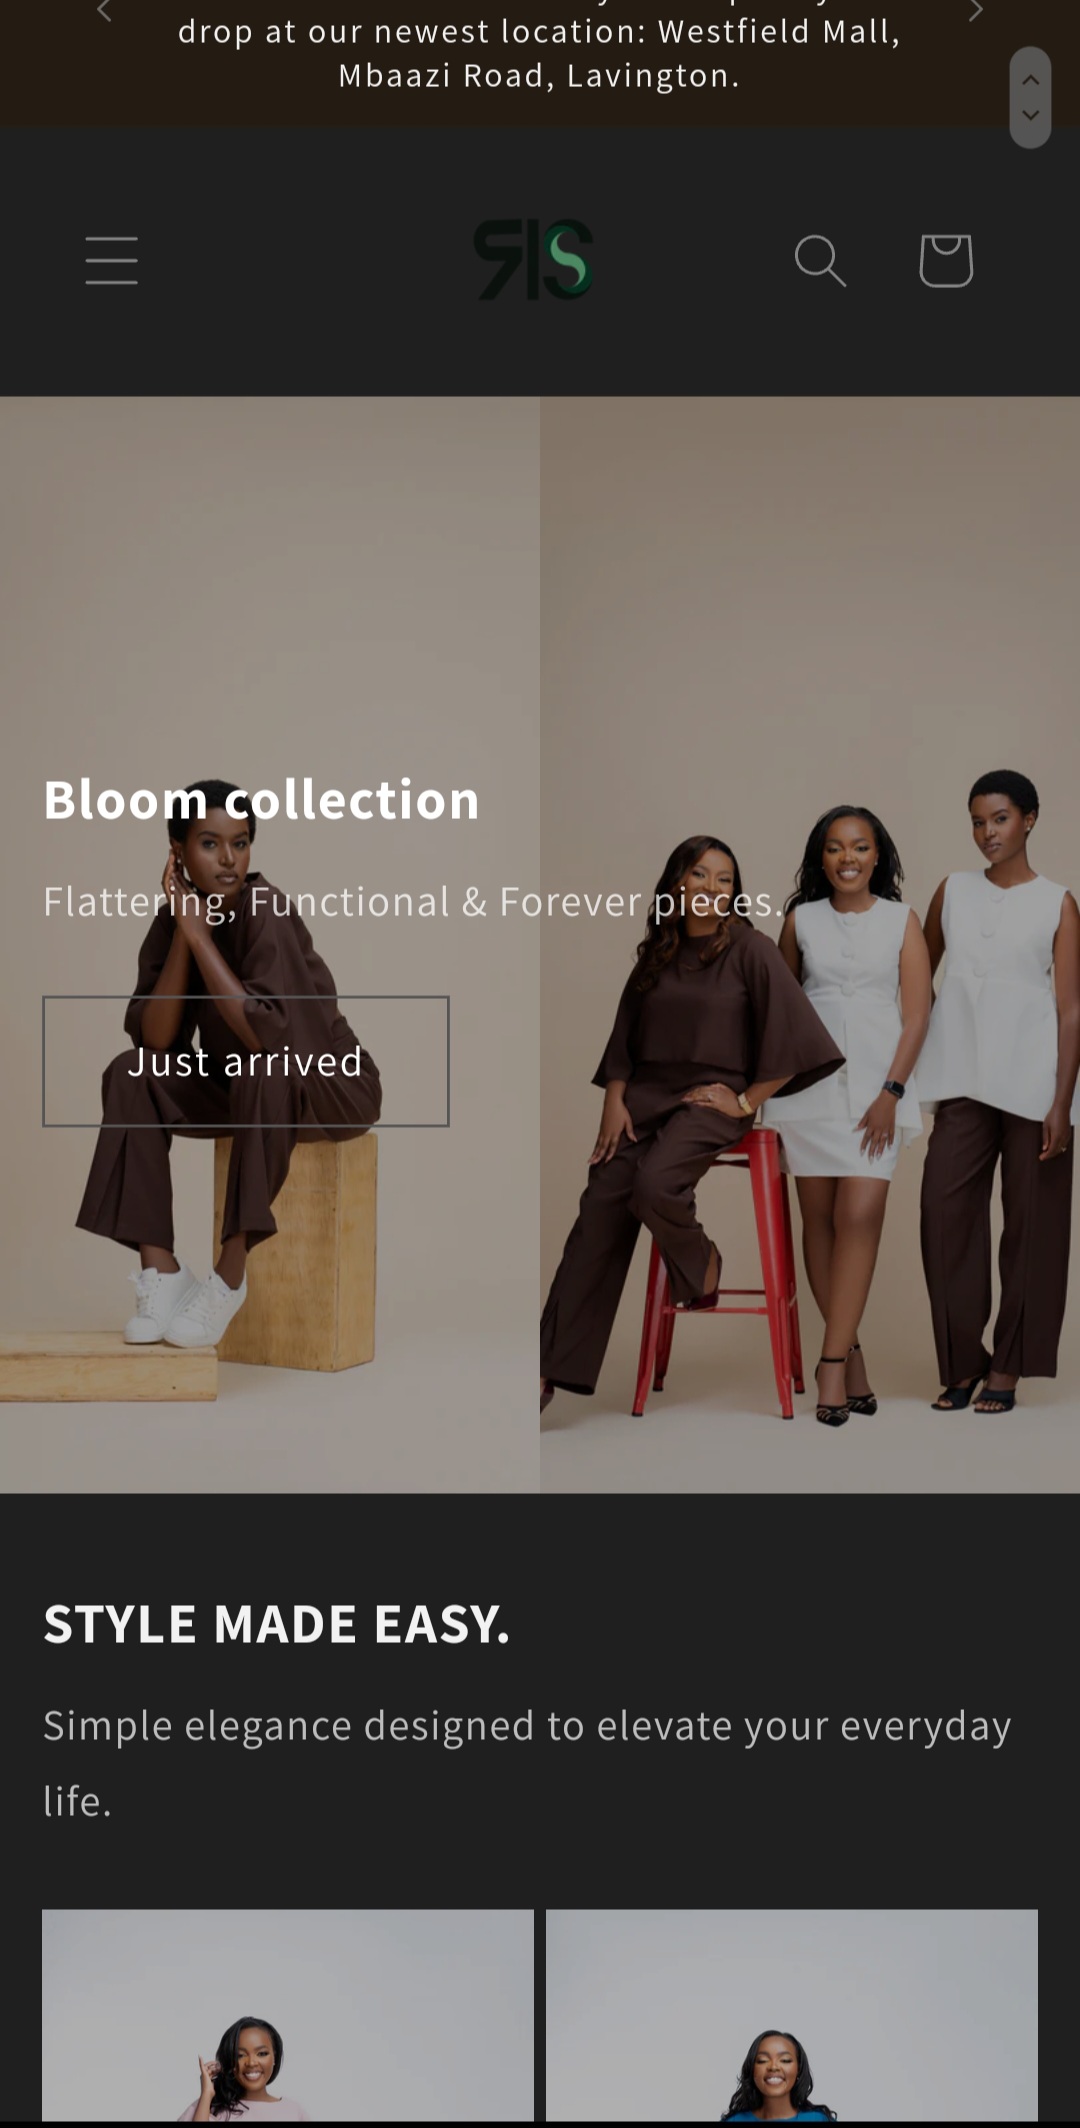 drop at our newest location: Westfield Mall,
Mbaazi Road, Lavington.
Bloom collection
Flattering, Functional & Forever pieces.
Just arrived
STYLE MADE EASY.
Simple elegance designed to elevate your everyday
life.